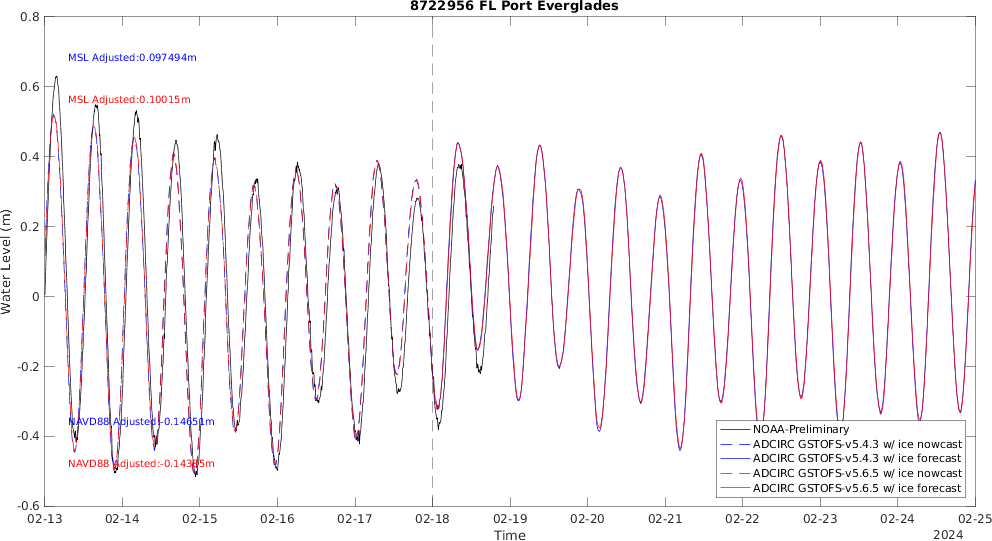 8722956 FL Port Everglades
0.8
0.6
0.4
0.2
0
-0.2
-0.4
-0.6
Water Level (m)
MSL Adjusted:0.097494m
MSL Adjusted:0.10015m
NAVD88 Adjusted:-0.14651m
NAVD88 Adjusted:-0.14385m
NOAA-Preliminary
ADCIRC GSTOFS-v5.4.3 w/ ice nowcast
ADCIRC GSTOFS-v5.4.3 w/ ice forecast
ADCIRC GSTOFS-v5.6.5 w/ ice nowcast
ADCIRC GSTOFS-v5.6.5 w/ ice forecast
02-13 02-14 02-15 02-16 02-17 02-18 02-19 02-20 02-21 02-22 02-23 02-24 02-25
Time
2024